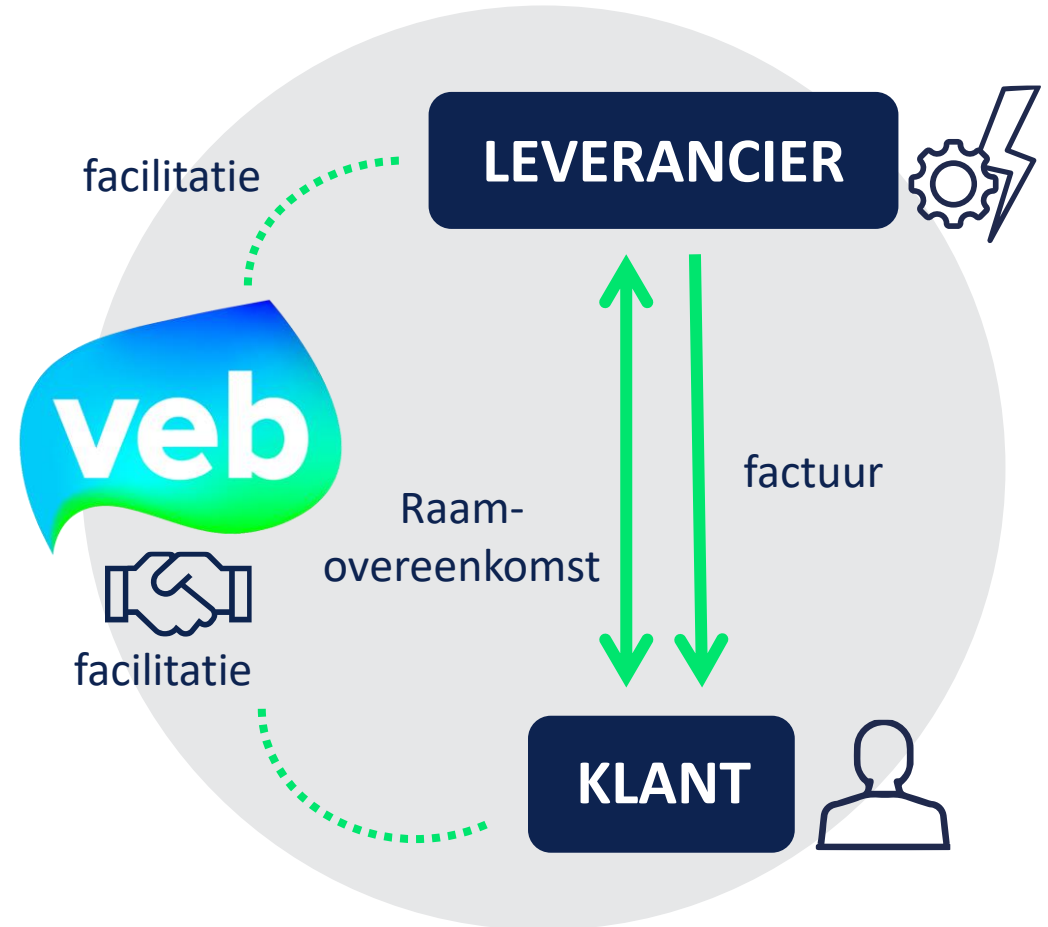 LEVERANCIER
facilitatie
veb
factuur
Raam-
overeenkomst
facilitatie
KLANT